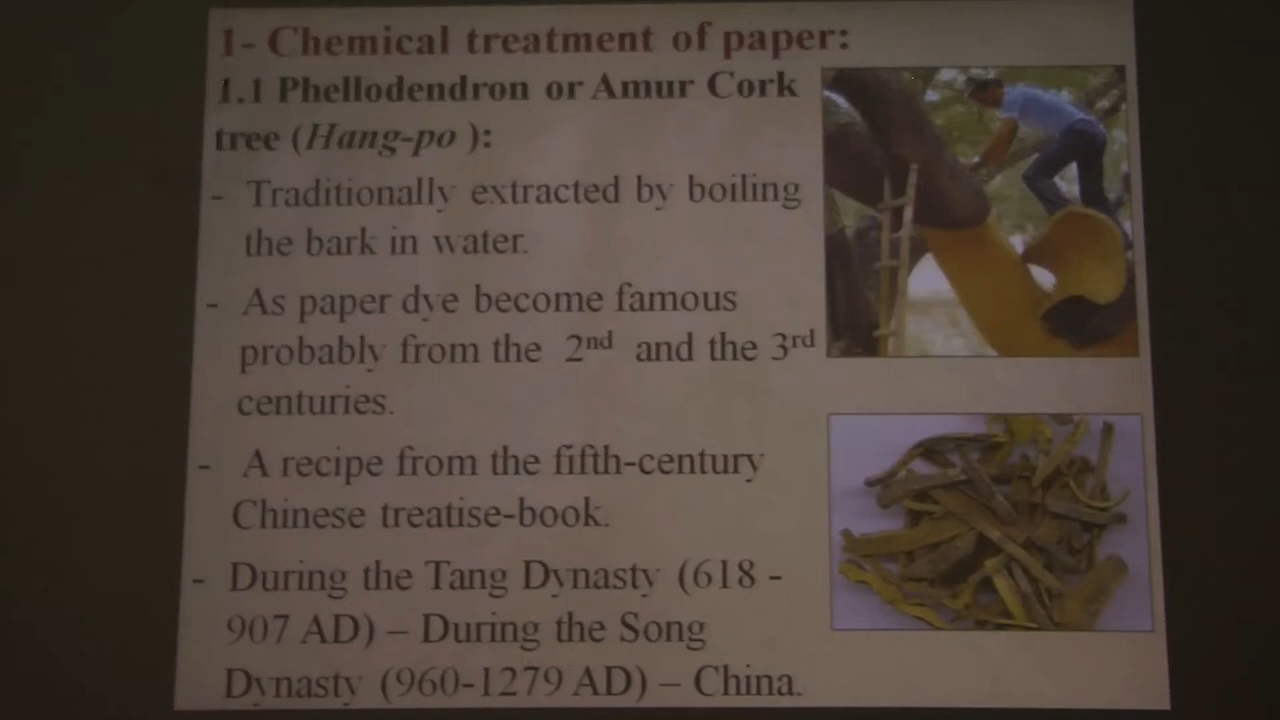 1- Chemical treatment of paper:
1.1 Phellodendron or Amur Cork
tree (Hang-po ):
- Traditionally extracted by boiling
the bark in water.
- As paper dye become famous
probably from the 2nd and the 3rd
centuries.
- A recipe from the fifth-century
Chinese treatise-book.
- During the Tang Dynasty (618 -
907 AD) – During the Song
Dynasty (960-1279 AD) – China.